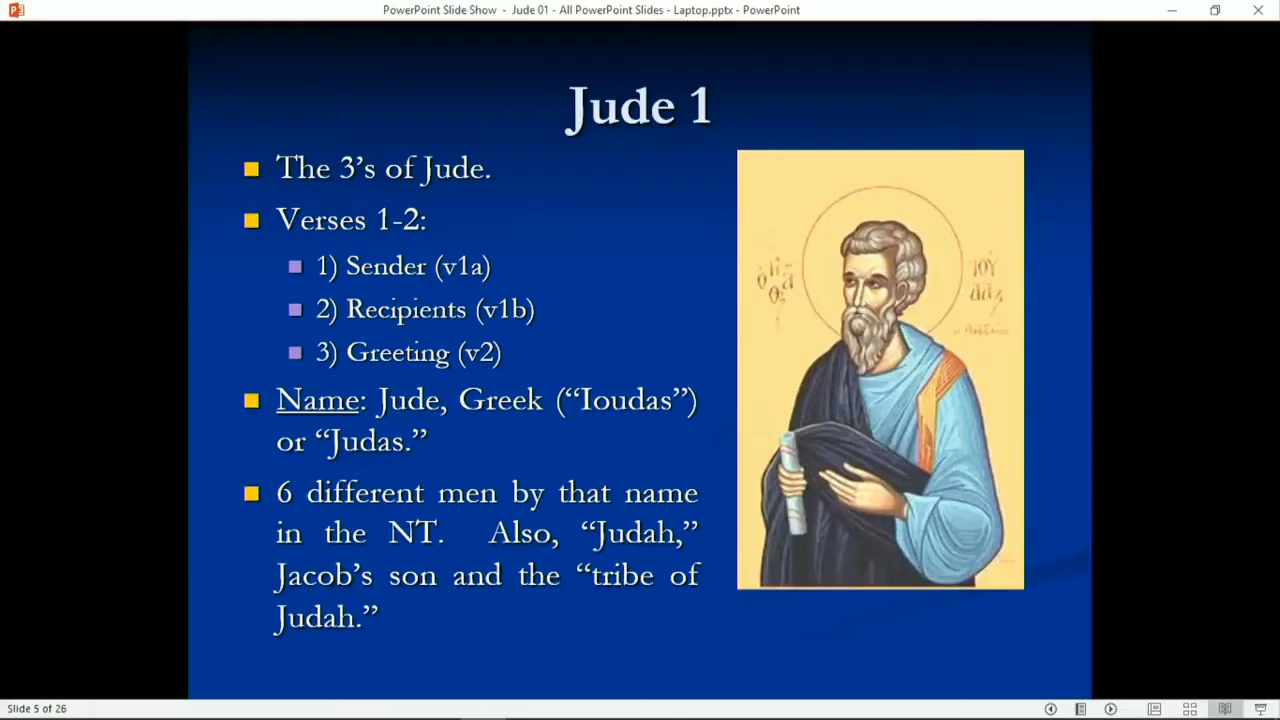 PowerPoint Slide Show - Jude 01 - All PowerPoint Slides - Laptop.pptx - PowerPoint
Jude 1
The 3’s of Jude.
Verses 1-2:
1) Sender (v1a)
2) Recipients (v1b)
3) Greeting (v2)
Name: Jude, Greek (“Ioudas”)
or “Judas.”
6 different men by that name
in the NT. Also, “Judah,”
Jacob’s son and the “tribe of
Judah.”
Slide 5 of 26